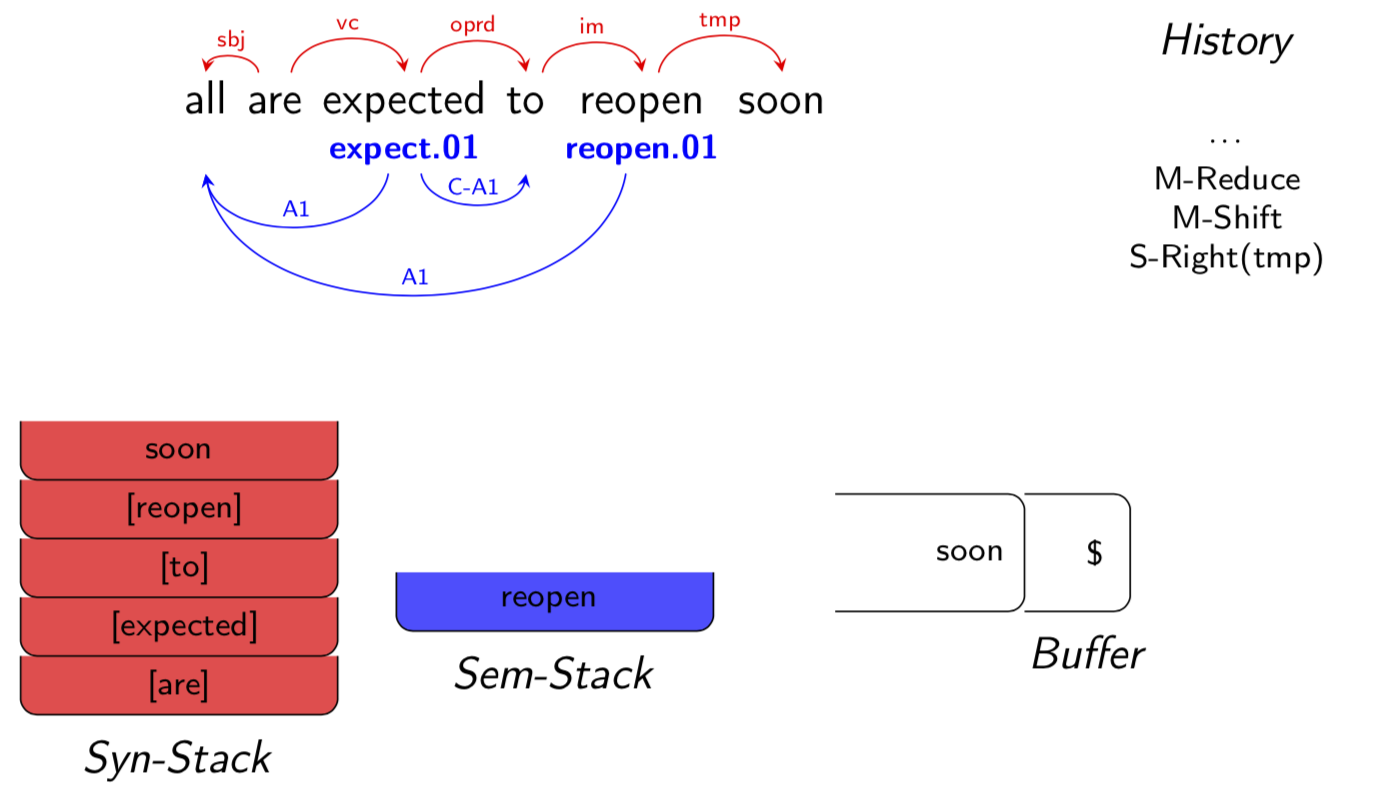 sbj vc oprd im tmp
all are expected to reopen soon
expect.01 reopen.01
A1 C-A1
A1
History
...
M-Reduce
M-Shift
S-Right(tmp)
soon
[reopen]
[to]
[expected]
[are]
Syn-Stack
reopen
Sem-Stack
soon $
Buffer